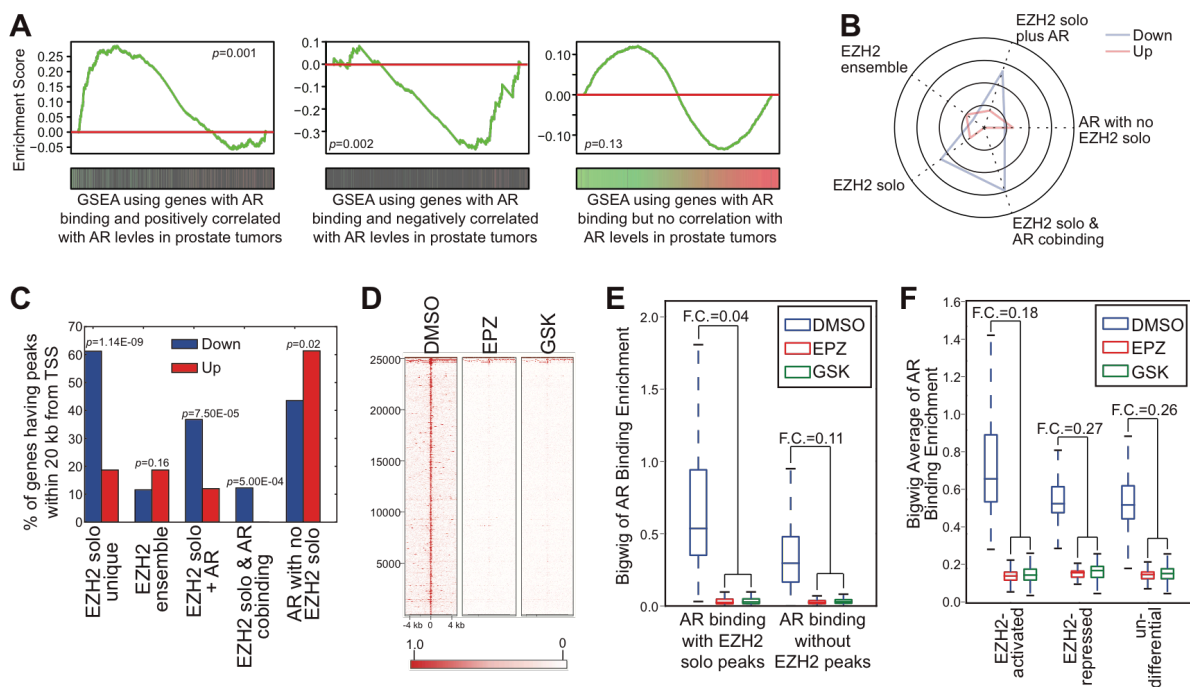 A
Enrichment Score
0.25
0.20
0.15
0.10
0.05
0.00
−0.05
p=0.001
GSEA using genes with AR
binding and positively correlated
with AR levles in prostate tumors
0.1
0.0
−0.1
−0.3
p=0.002
GSEA using genes with AR
binding and negatively correlated
with AR levles in prostate tumors
0.10
0.00
−0.10
p=0.13
GSEA using genes with AR
binding but no correlation with
AR levels in prostate tumors
B
EZH2 solo
plus AR
Down
Up
EZH2
ensemble
AR with no
EZH2 solo
EZH2 solo
EZH2 solo &
AR cobinding
C
% of genes having peaks
within 20 kb from TSS
70
60
50
40
30
20
10
0
Down
Up
p=1.14E-09
p=0.16
p=7.50E-05
p=5.00E-04
p=0.02
EZH2 solo
unique
EZH2
ensemble
EZH2 solo
+ AR
EZH2 solo & AR
cobinding
AR with no
EZH2 solo
D
DMSO
EPZ
GSK
25000
20000
15000
10000
5000
-4 kb 0 4 kb
1.0 0
E
Bigwig of AR Binding Enrichment
2.0
1.5
1.0
0.5
0.0
F.C.=0.04
F.C.=0.11
DMSO
EPZ
GSK
AR binding
with EZH2
solo peaks
AR binding
without
EZH2 peaks
F
Bigwig Average of AR
Binding Enrichment
1.6
1.4
1.2
1.0
0.8
0.6
0.4
0.2
0.0
F.C.=0.18
F.C.=0.27
F.C.=0.26
DMSO
EPZ
GSK
EZH2-
activated
EZH2-
repressed
un-
differential